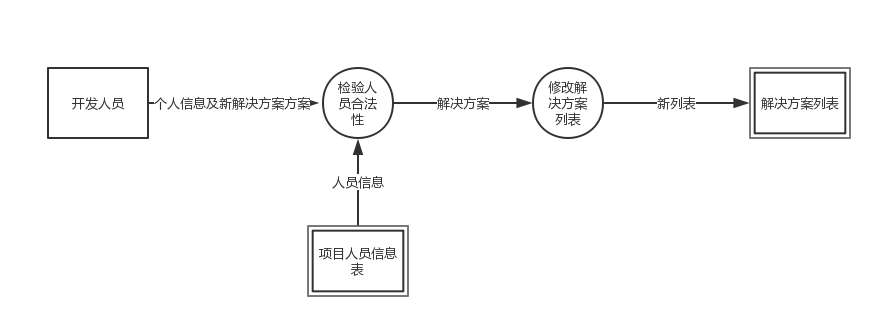 开发人员
个人信息及新解决方案方案
检验人
员合法
性
解决方案
修改解
决方案
列表
新列表
解决方案列表
人员信息
项目人员信息
表